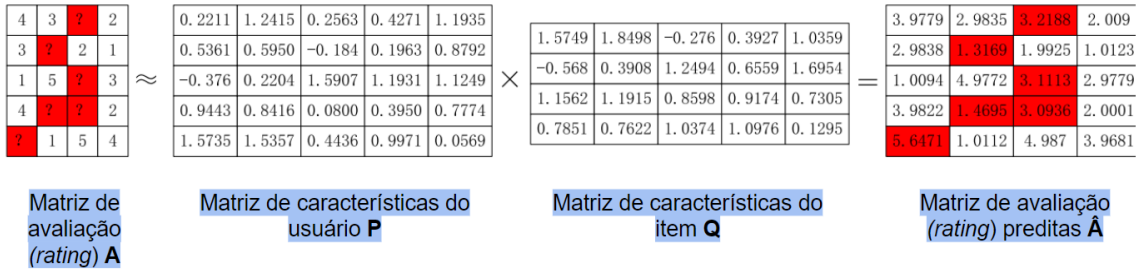 4 3 ? 2
3 ? 2 1
1 5 ? 3
4 ? ? 2
? 1 5 4
≈
0.2211 1.2415 0.2563 0.4271 1.1935
0.5361 0.5950 -0.184 0.1963 0.8792
-0.376 0.2204 1.5907 1.1931 1.1249
0.9443 0.8416 0.0800 0.3950 0.7774
1.5735 1.5357 0.4436 0.9971 0.0569
×
1.5749 1.8498 -0.276 0.3927 1.0359
-0.568 0.3908 1.2494 0.6559 1.6954
1.1562 1.1915 0.8598 0.9174 0.7305
0.7851 0.7622 1.0374 1.0976 0.1295
=
3.9779 2.9835 3.2188 2.009
2.9838 1.3169 1.9925 1.0123
1.0094 4.9772 3.1113 2.9779
3.9822 1.4695 3.0936 2.0001
5.6471 1.0112 4.987 3.9681
Matriz de
avaliação
(rating) A
Matriz de características do
usuário P
Matriz de características do
item Q
Matriz de avaliação
(rating) preditas Â